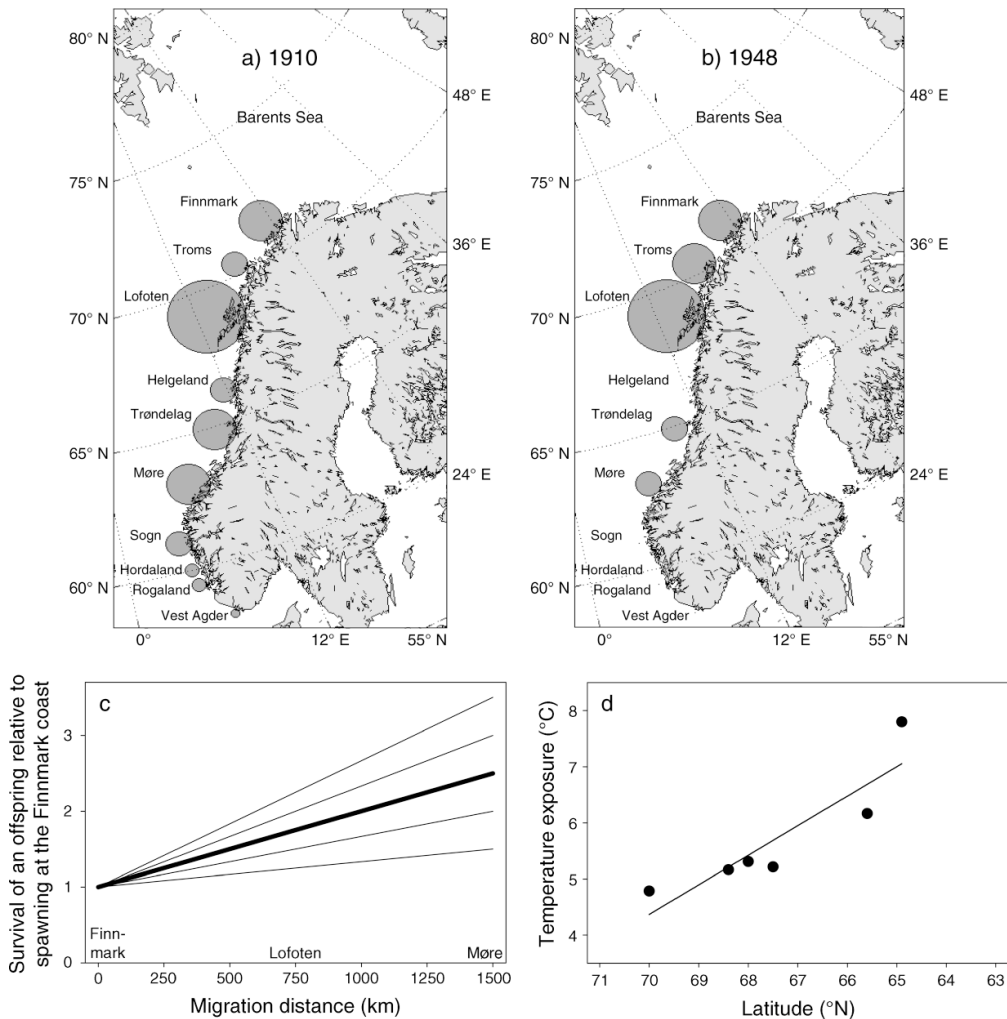 80° N
a) 1910
48° E
Barents Sea
75° N
Finnmark
Troms
36° E
Lofoten
70° N
Helgeland
Trøndelag
65° N
Møre
24° E
Sogn
Hordaland
60° N
Rogaland
Vest Agder
0°
12° E
55° N
80° N
b) 1948
48° E
Barents Sea
75° N
Finnmark
Troms
36° E
Lofoten
70° N
Helgeland
Trøndelag
65° N
Møre
24° E
Sogn
Hordaland
60° N
Rogaland
Vest Agder
0°
12° E
55° N
Survival of an offspring relative to
spawning at the Finnmark coast
c
3
2
1
0
Finn-
mark
Lofoten
Møre
0 250 500 750 1000 1250 1500
Migration distance (km)
Temperature exposure (°C)
d
8
7
6
5
4
71 70 68 67 66 65 64 63
Latitude (°N)